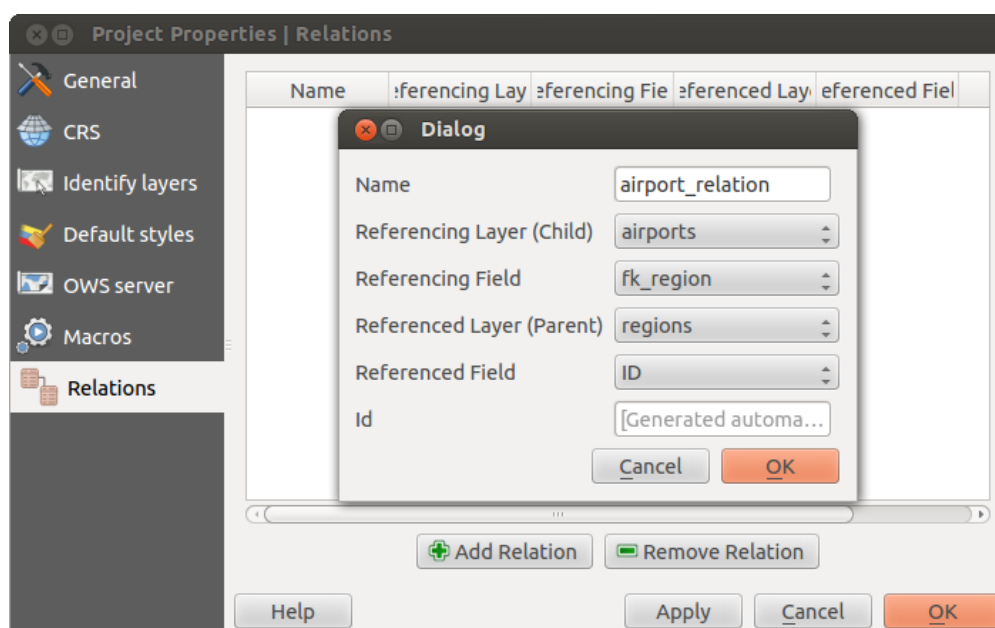 Project Properties | Relations
General
CRS
Identify layers
Default styles
OWS server
Macros
Relations
Name eferencing Lay eferencing Fie eferenced Lay eferenced Fiel
Dialog
Name airport_relation
Referencing Layer (Child) airports
Referencing Field fk_region
Referenced Layer (Parent) regions
Referenced Field ID
Id [Generated automa...
Cancel OK
Add Relation Remove Relation
Help Apply Cancel OK